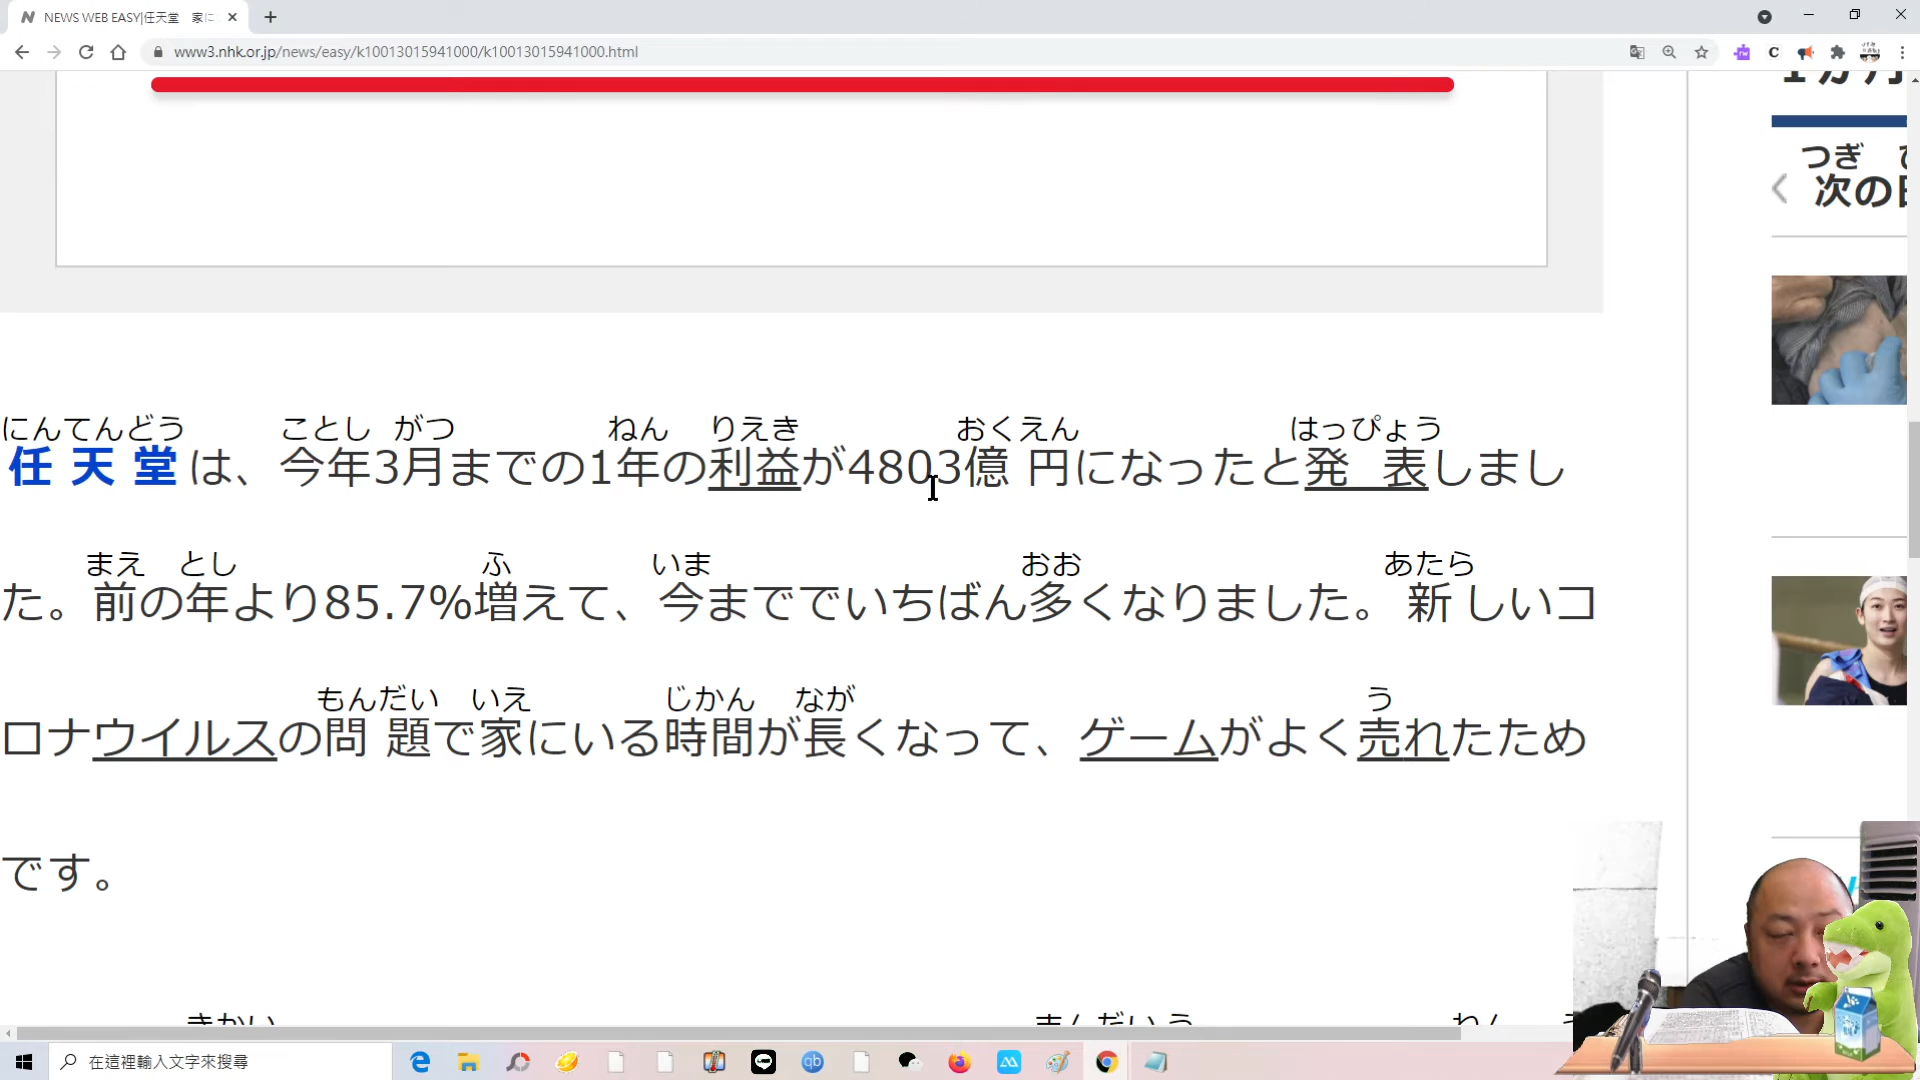 NEWS WEB EASY|任天堂　家に
www3.nhk.or.jp/news/easy/k10013015941000/k10013015941000.html
つぎ
次の日
にんてんどう ことし がつ ねん りえき おくえん はっぴょう
任天堂は、今年3月までの1年の利益が4803億円になったと発表しまし
まえ とし ふ いま おお あたら
た。前の年より85.7%増えて、今まででいちばん多くなりました。新しいコ
もんだい いえ じかん なが う
ロナウイルスの問題で家にいる時間が長くなって、ゲームがよく売れたため
です。
在這裡輸入文字來搜尋